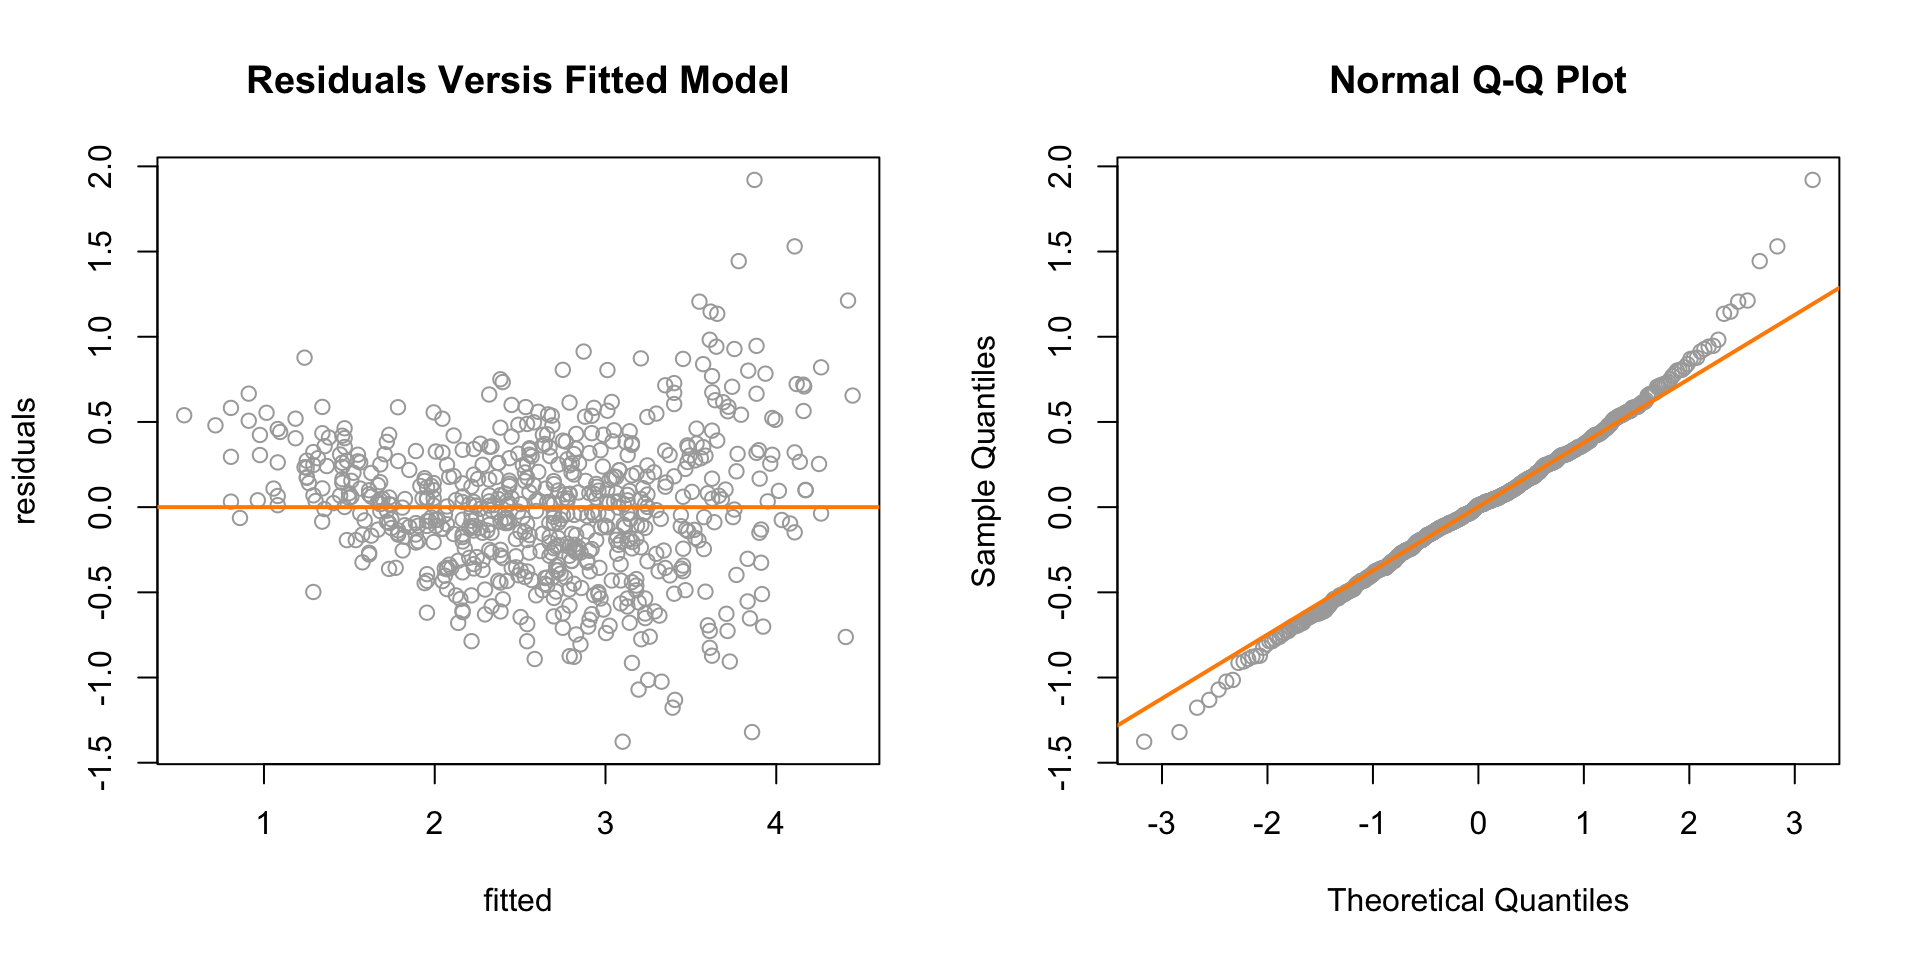 Residuals Versis Fitted Model
residuals
2.0
1.5
1.0
0.5
0.0
-0.5
-1.0
-1.5
1 2 3 4
fitted
Normal Q-Q Plot
Sample Quantiles
2.0
1.5
1.0
0.5
0.0
-0.5
-1.0
-1.5
-3 -2 -1 0 1 2 3
Theoretical Quantiles